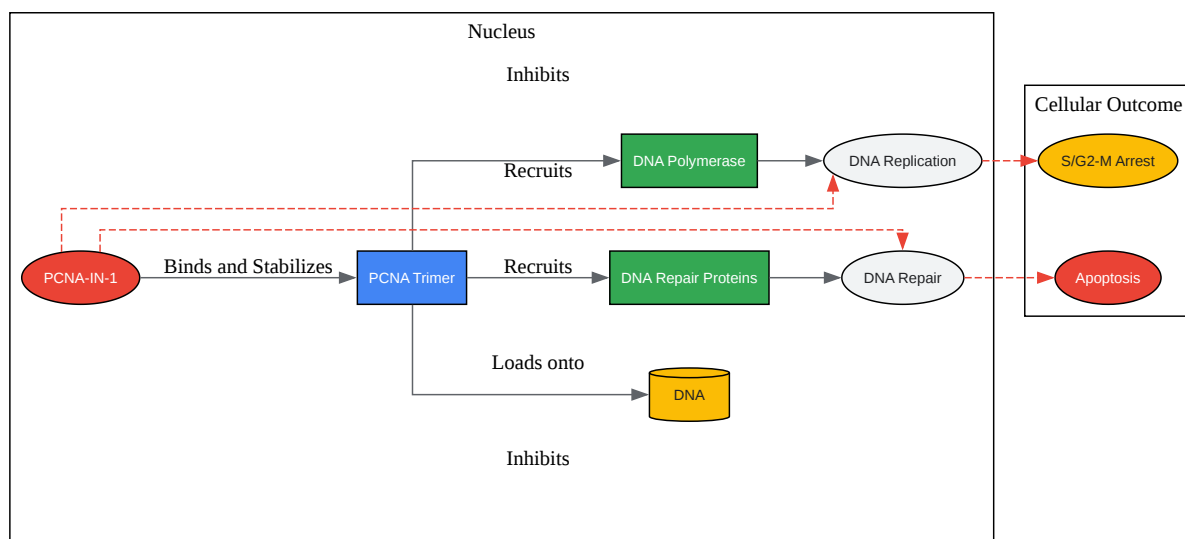 Nucleus
Inhibits
Cellular Outcome
DNA Polymerase
DNA Replication
S/G2-M Arrest
Recruits
PCNA-IN-1
Binds and Stabilizes
PCNA Trimer
Recruits
DNA Repair Proteins
DNA Repair
Apoptosis
Loads onto
DNA
Inhibits